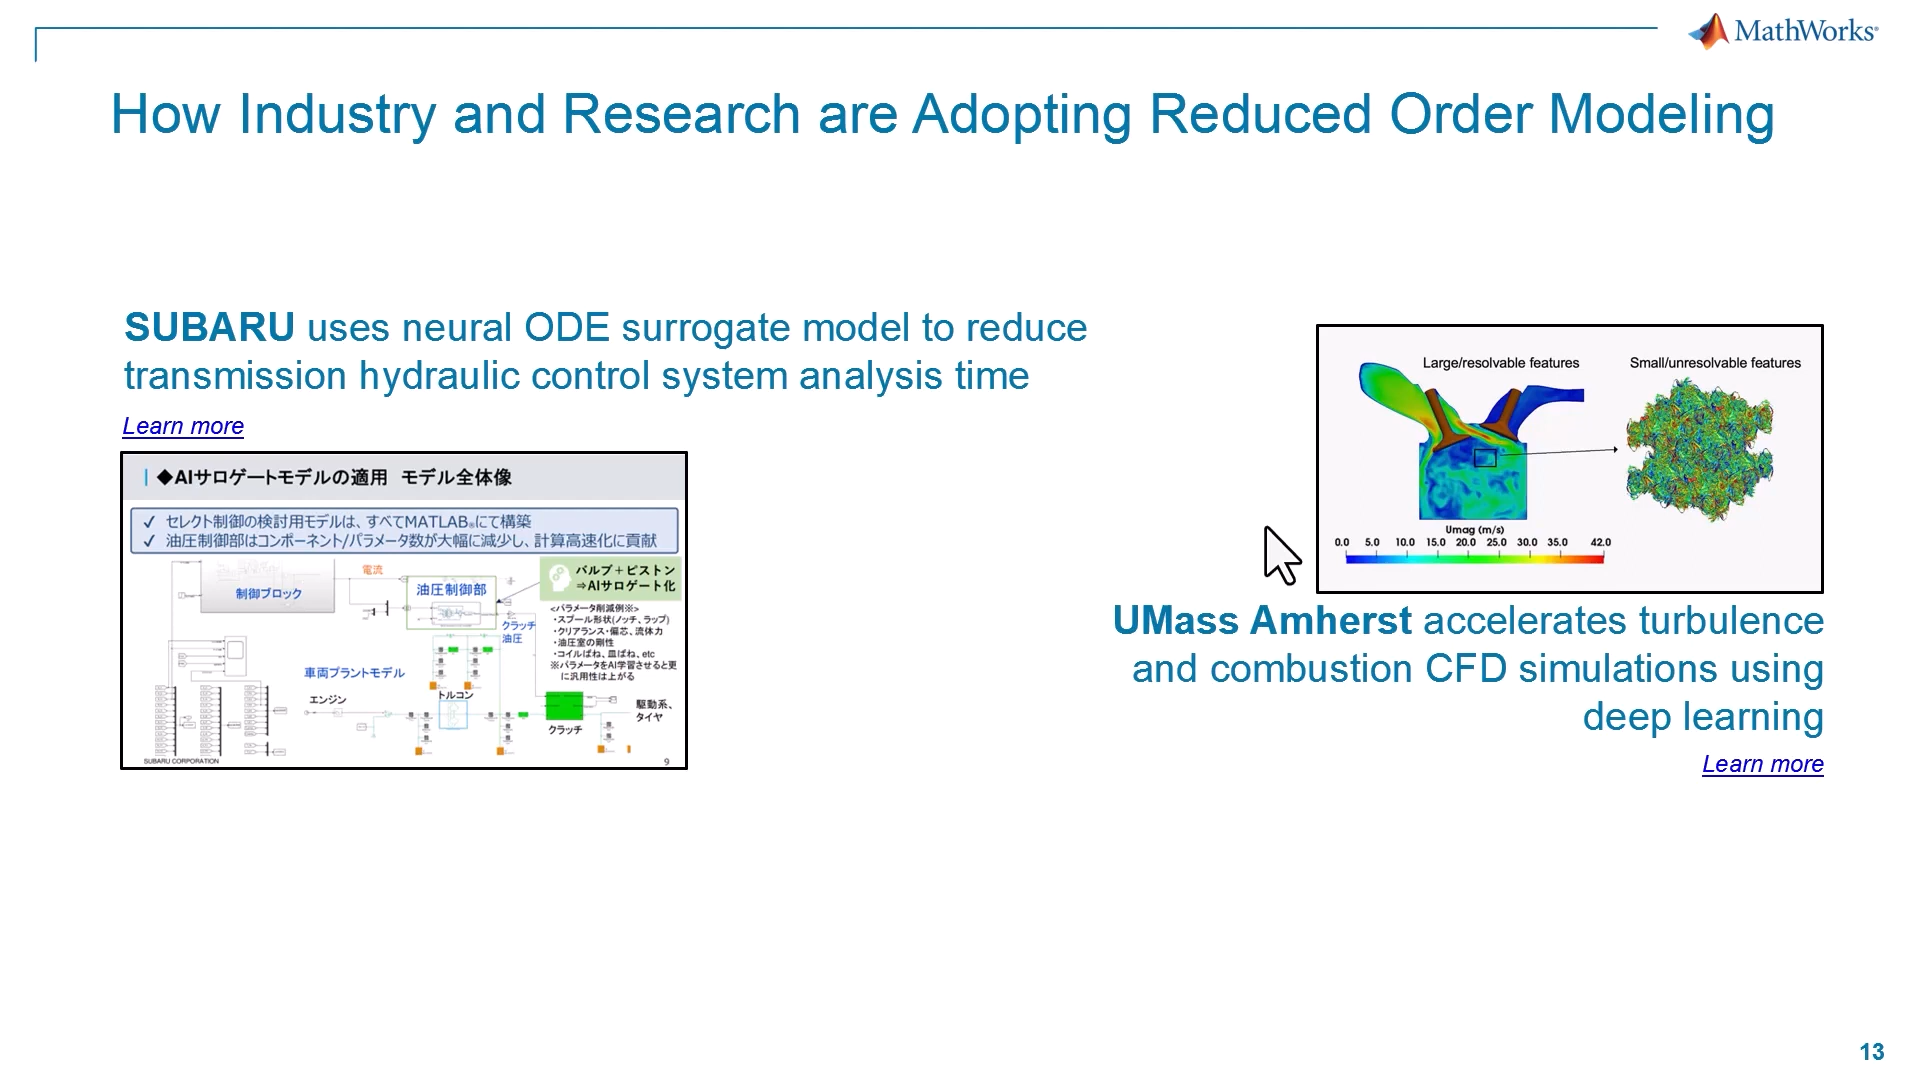 MathWorks®
How Industry and Research are Adopting Reduced Order Modeling
SUBARU uses neural ODE surrogate model to reduce
transmission hydraulic control system analysis time
Learn more
◆AIサロゲートモデルの適用 モデル全体像
✓ セレクト制御の検討用モデルは、すべてMATLAB®にて構築
✓ 油圧制御部はコンポーネント/パラメータ数が大幅に減少し、計算高速化に貢献
制御ブロック
電流
油圧制御部
バルブ+ピストン
⇒AIサロゲート化
<パラメータ削減例※>
・スプール形状(ノッチ、ラップ)
・クリアランス・偏芯、流体力
・油圧室の剛性
・コイルばね、皿ばね、etc
※パラメータをAI学習させると更
に汎用性は上がる
クラッチ
油圧
車両プラントモデル
エンジン
トルコン
クラッチ
駆動系、
タイヤ
SUBARU CORPORATION
9
Large/resolvable features
Small/unresolvable features
Umag (m/s)
0.0 5.0 10.0 15.0 20.0 25.0 30.0 35.0 42.0
UMass Amherst accelerates turbulence
and combustion CFD simulations using
deep learning
Learn more
13